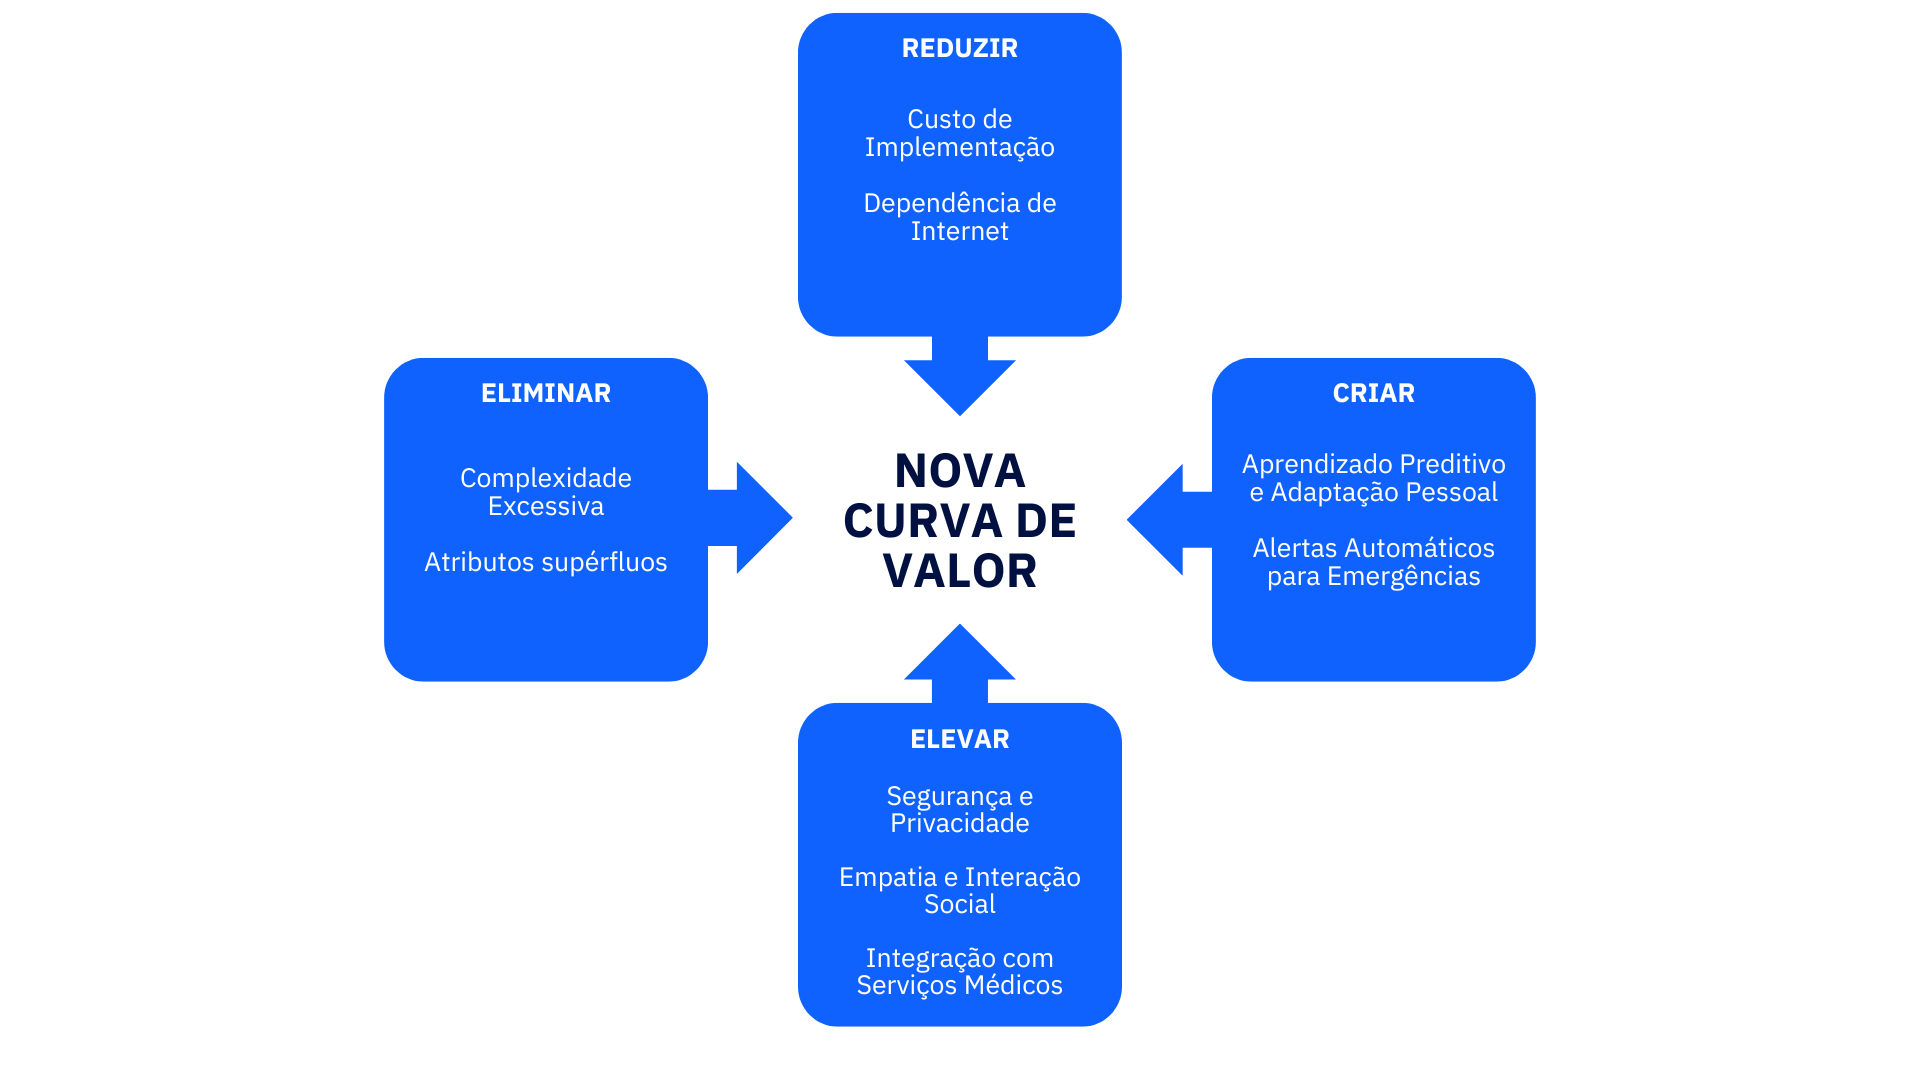 REDUZIR
Custo de
Implementação
Dependência de
Internet
ELIMINAR
Complexidade
Excessiva
Atributos supérfluos
NOVA
CURVA DE
VALOR
CRIAR
Aprendizado Preditivo
e Adaptação Pessoal
Alertas Automáticos
para Emergências
ELEVAR
Segurança e
Privacidade
Empatia e Interação
Social
Integração com
Serviços Médicos